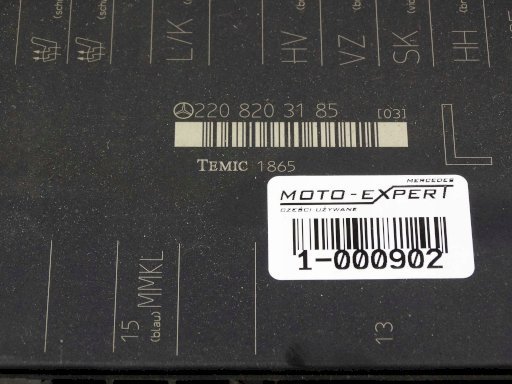 L/K
HV
VZ
SK
HH
220 820 31 85 [03]
TEMIC 1865
L
MERCEDES
MOTO-EXPERT
CZĘŚCI UŻYWANE
1-000902
15 MMKL
(blau)
13